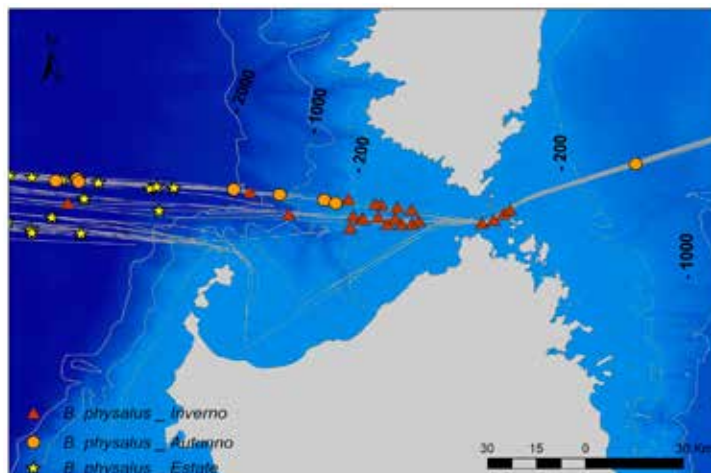 - 2000
- 1000
- 200
- 200
- 1000
B. physalus _ Inverno
B. physalus _ Autunno
B. physalus _ Estate
30 15 0 30 Km